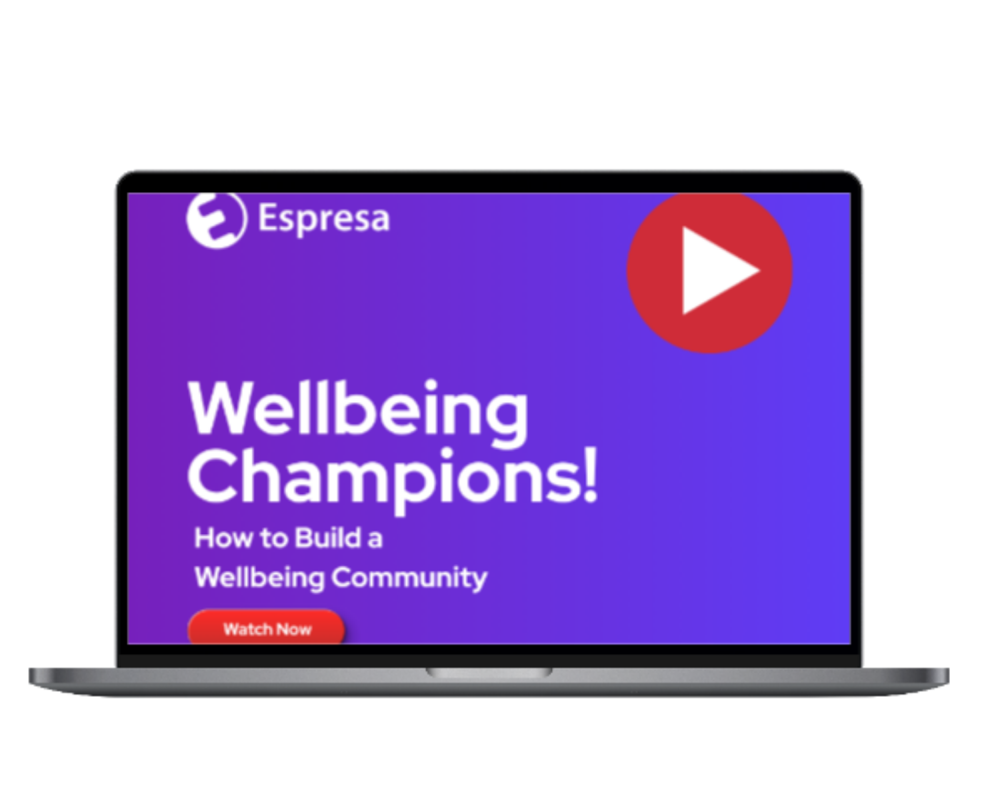 Espresa
Wellbeing
Champions!
How to Build a
Wellbeing Community
Watch Now